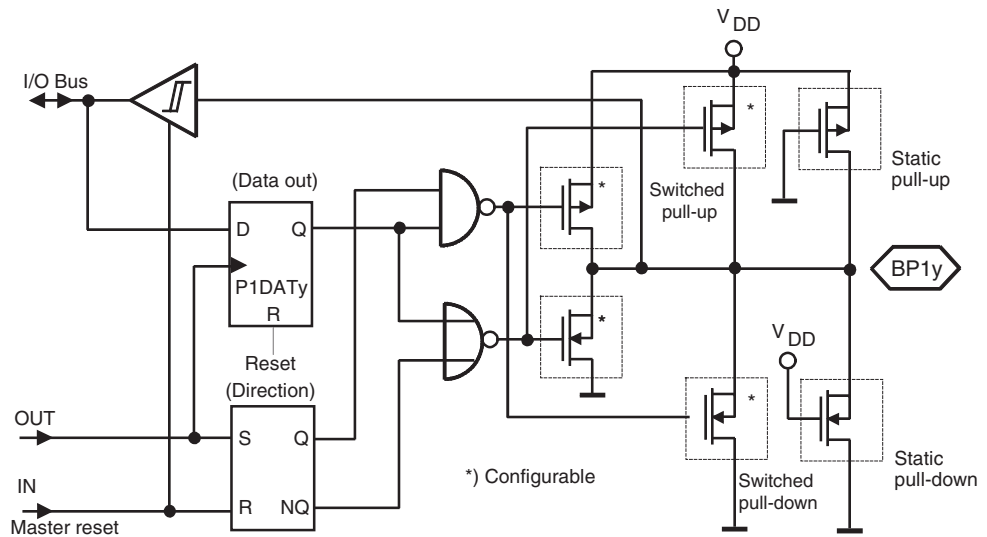 V DD
I/O Bus
*
*
Static
pull-up
(Data out)
Switched
pull-up
*
D
Q
P1DATy
R
BP1y
*
V DD
Reset
(Direction)
*
OUT
S
Q
*) Configurable
Static
pull-down
IN
Switched
pull-down
R
NQ
Master reset